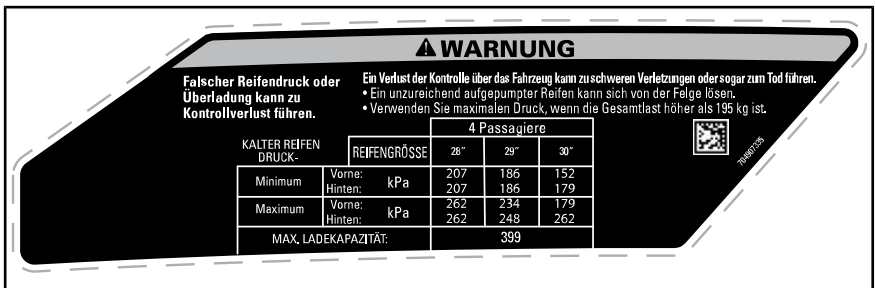 WARNUNG
Falscher Reifendruck oder
Überladung kann zu
Kontrollverlust führen.
Ein Verlust der Kontrolle über das Fahrzeug kann zu schweren Verletzungen oder sogar zum Tod führen.
• Ein unzureichend aufgepumpter Reifen kann sich von der Felge lösen.
• Verwenden Sie maximalen Druck, wenn die Gesamtlast höher als 195 kg ist.
4 Passagiere
KALTER REIFEN
DRUCK-
REIFENGRÖSSE 28″ 29″ 30″
Minimum Vorne: kPa 207 186 152
Hinten: 207 186 179
Maximum Vorne: kPa 262 234 179
Hinten: 262 248 262
MAX. LADEKAPAZITÄT: 399
704907335